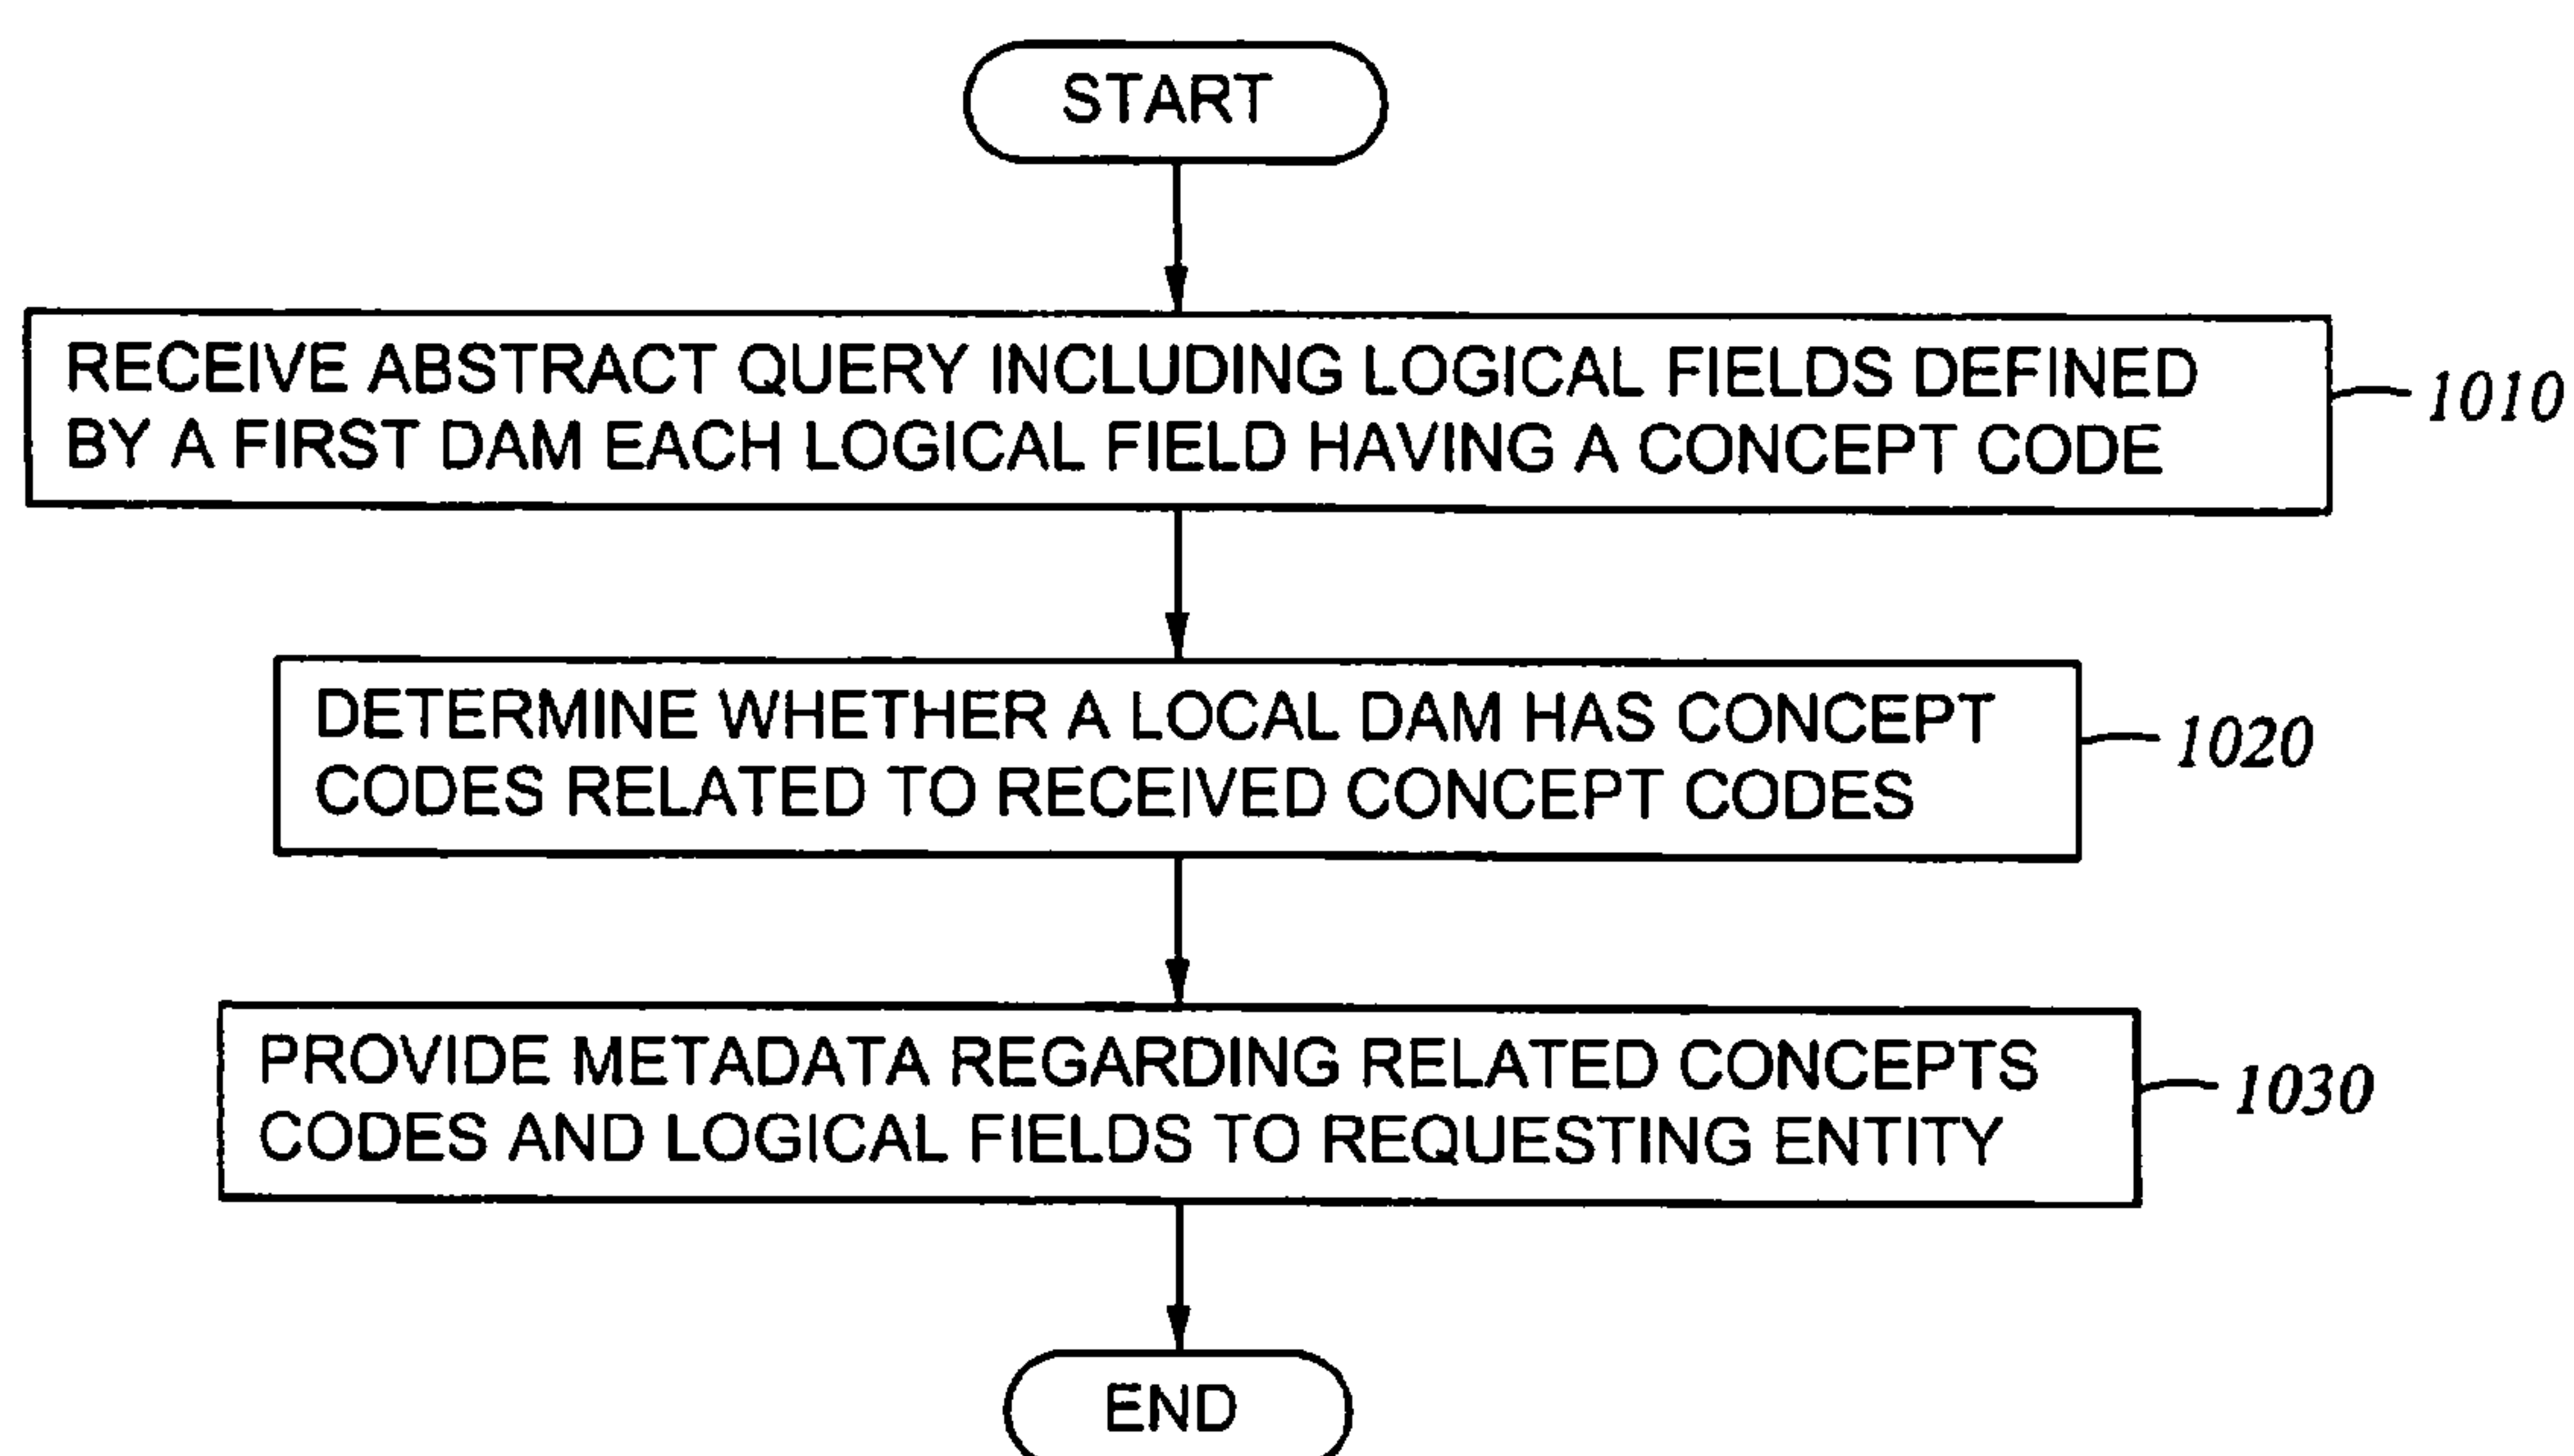 START
RECEIVE ABSTRACT QUERY INCLUDING LOGICAL FIELDS DEFINED
BY A FIRST DAM EACH LOGICAL FIELD HAVING A CONCEPT CODE
1010
DETERMINE WHETHER A LOCAL DAM HAS CONCEPT
CODES RELATED TO RECEIVED CONCEPT CODES
1020
PROVIDE METADATA REGARDING RELATED CONCEPTS
CODES AND LOGICAL FIELDS TO REQUESTING ENTITY
1030
END